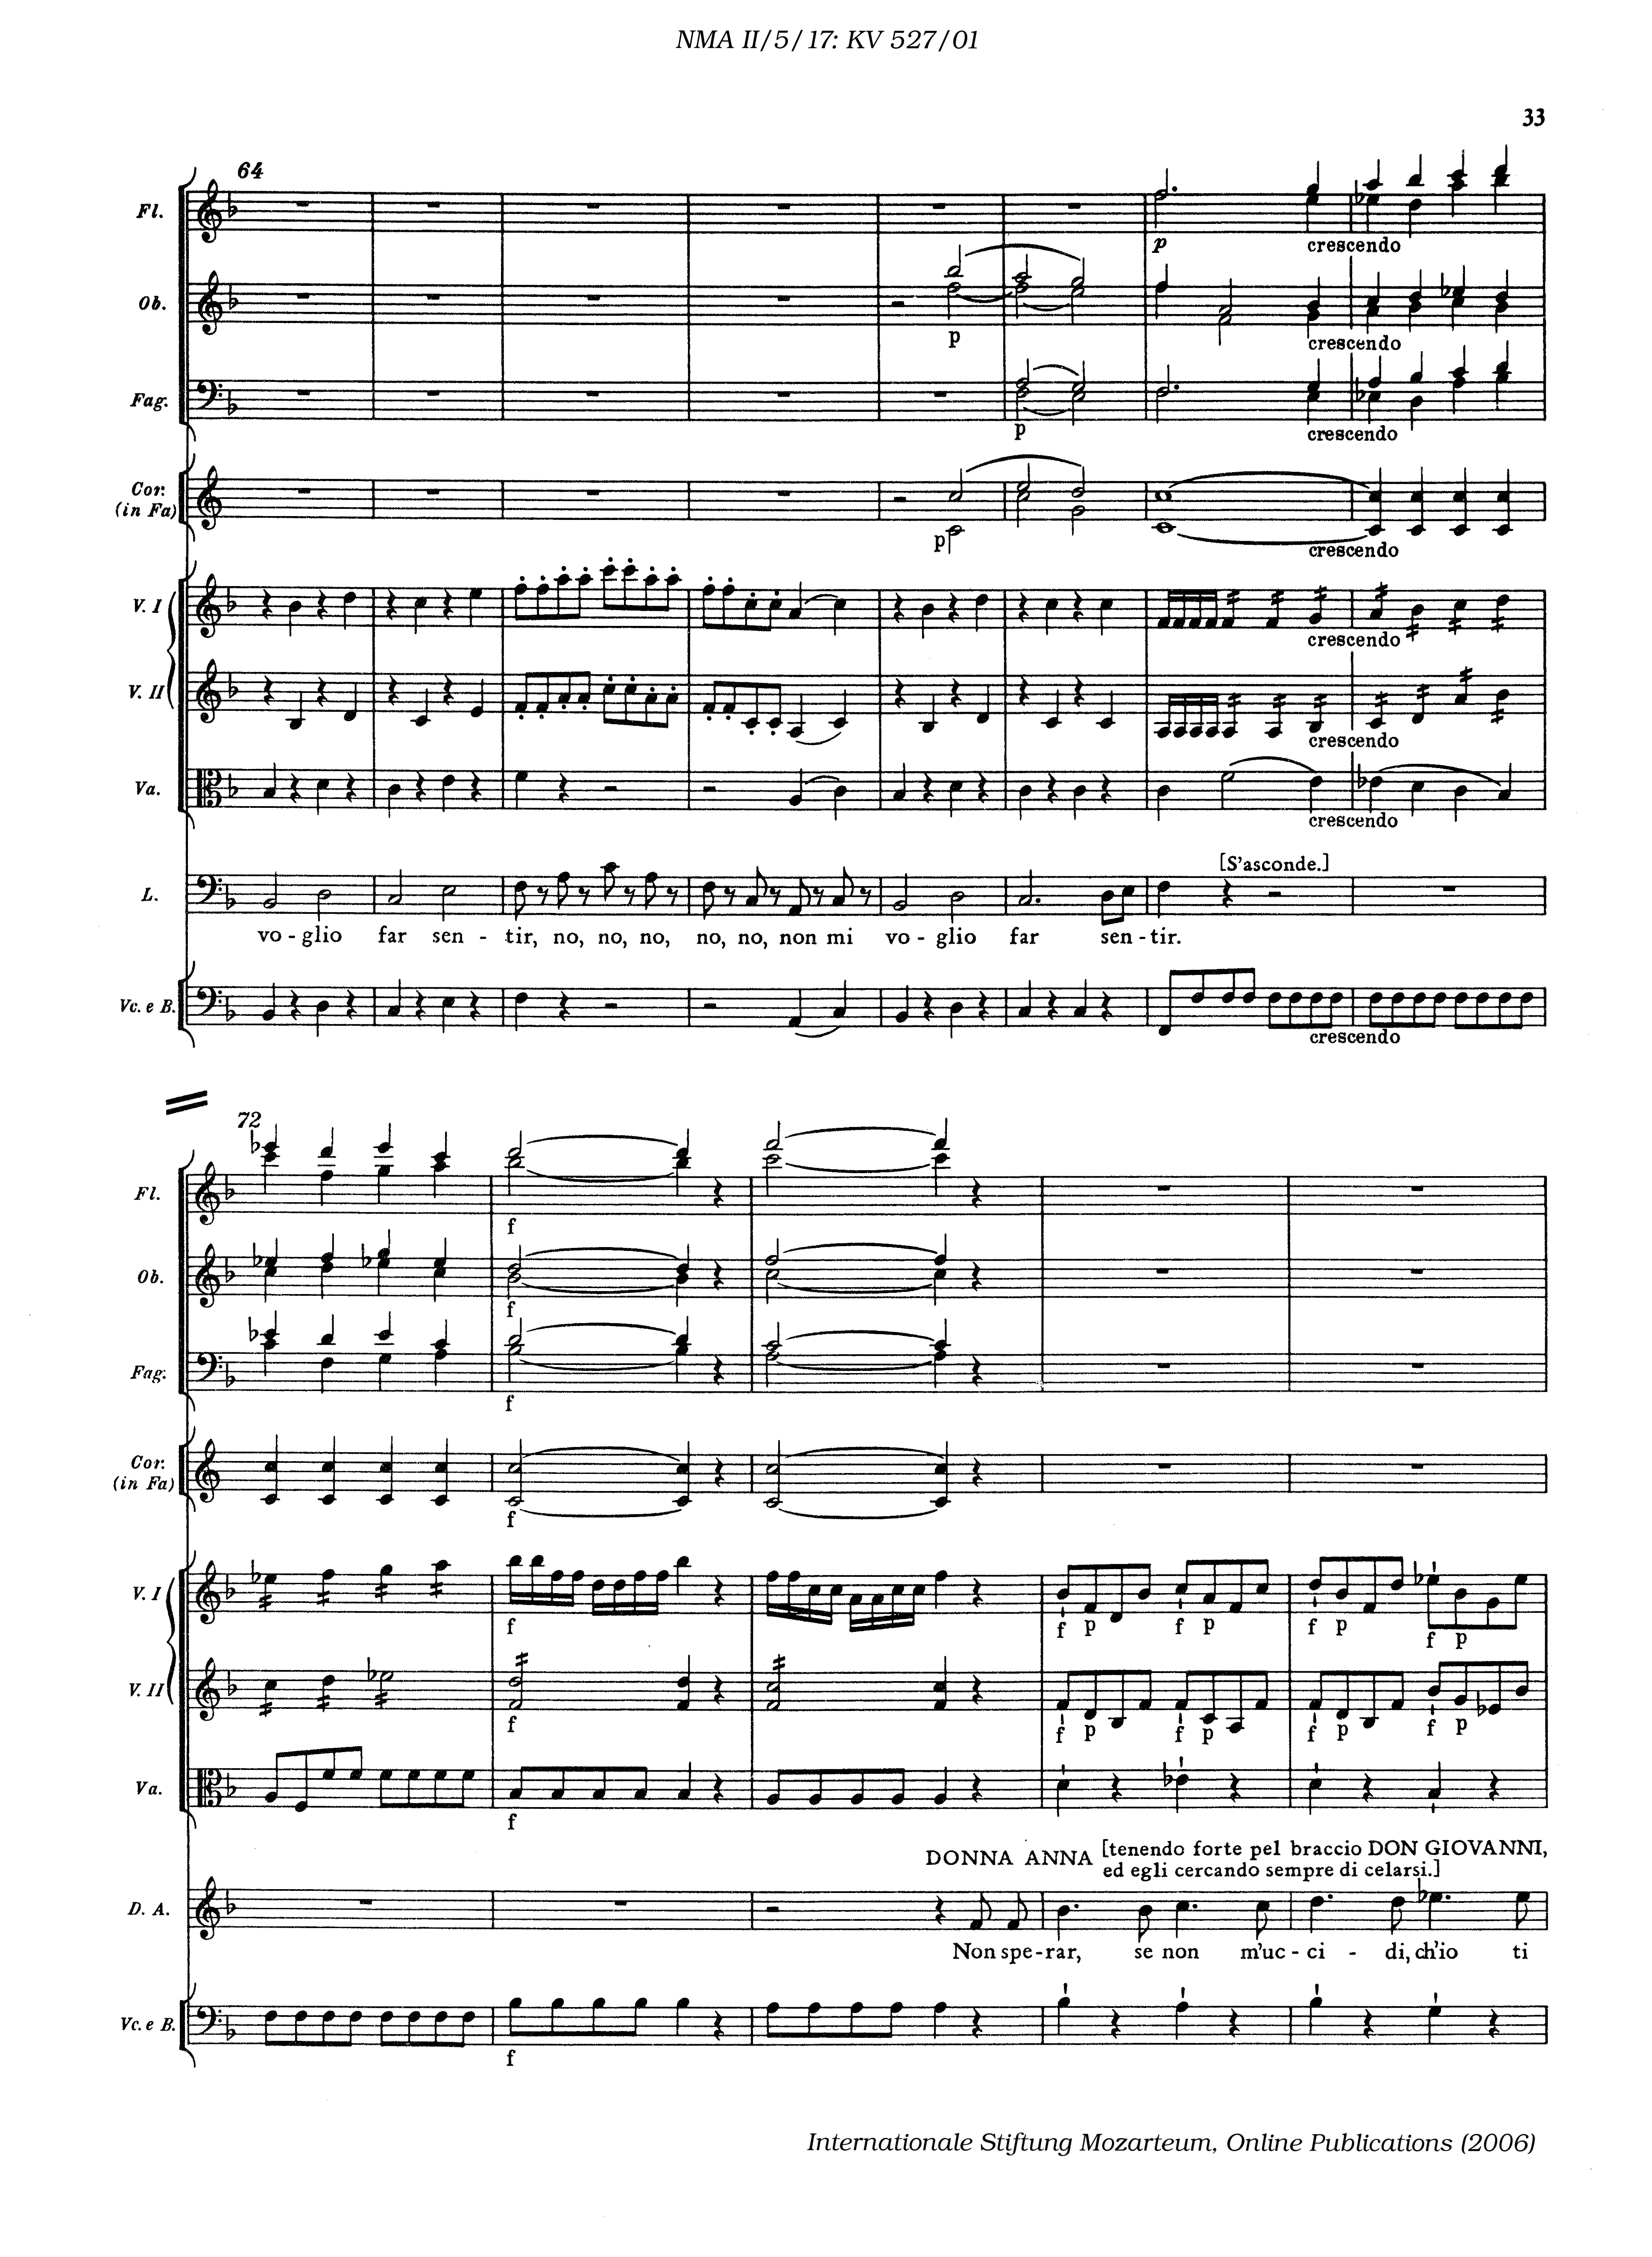 NMA II/5/17: KV 527/01
33
64
Fl.
p
crescendo
Ob.
p
crescendo
Fag.
p
crescendo
Cor.
(in Fa)
p
crescendo
V. I
crescendo
V. II
crescendo
Va.
crescendo
[S'asconde.]
L.
vo - glio far sen - tir, no, no, no, no, no, non mi vo - glio far sen - tir.
Vc. e B.
crescendo
72
Fl.
f
Ob.
f
Fag.
f
Cor.
(in Fa)
f
V. I
f f p f p f p f p
V. II
f f p f p f p f p
Va.
f
DONNA ANNA [tenendo forte pel braccio DON GIOVANNI,
ed egli cercando sempre di celarsi.]
D. A.
Non spe - rar, se non m'uc - ci - di, ch'io ti
Vc. e B.
f
Internationale Stiftung Mozarteum, Online Publications (2006)